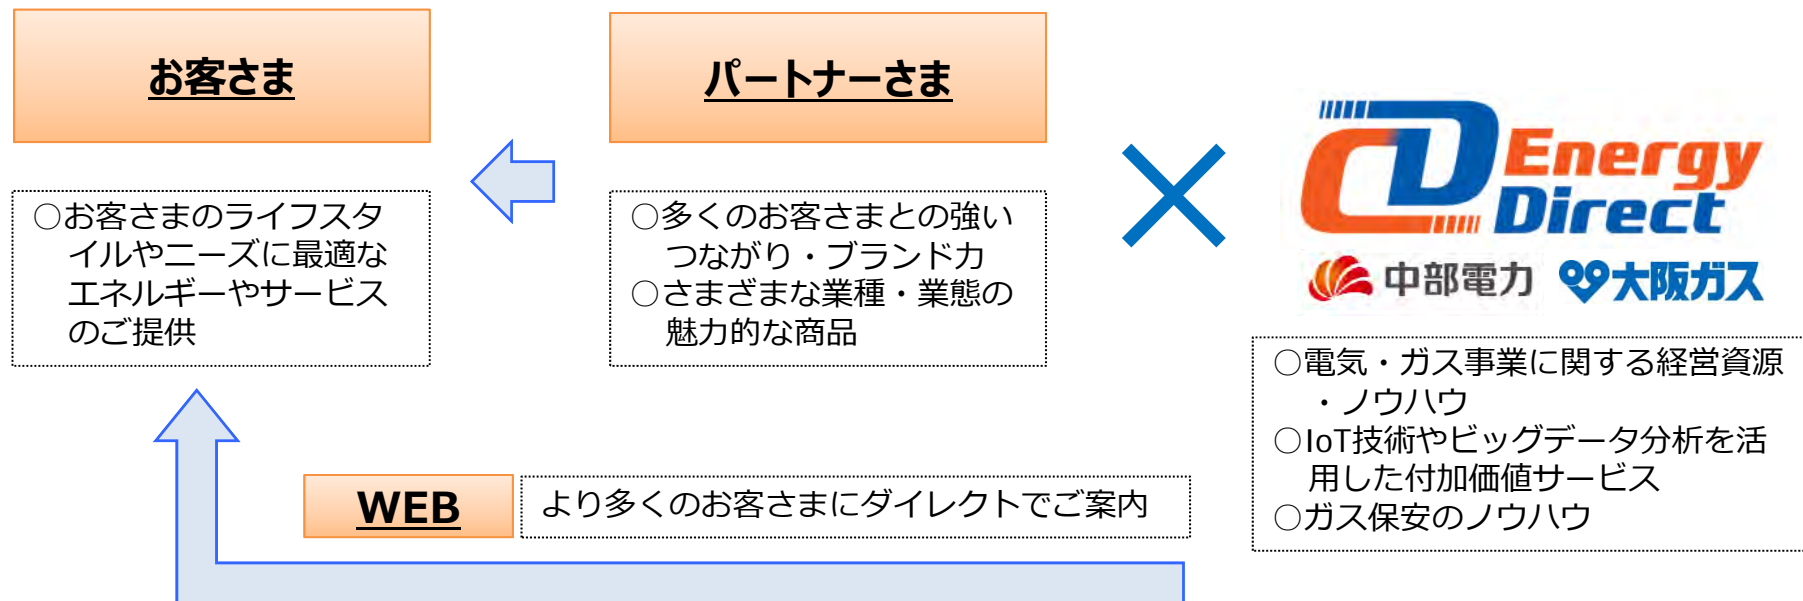 お客さま
○お客さまのライフスタ
イルやニーズに最適な
エネルギーやサービス
のご提供
パートナーさま
○多くのお客さまとの強い
つながり・ブランド力
○さまざまな業種・業態の
魅力的な商品
CD Energy
Direct
中部電力 大阪ガス
○電気・ガス事業に関する経営資源
・ノウハウ
○IoT技術やビッグデータ分析を活
用した付加価値サービス
○ガス保安のノウハウ
WEB
より多くのお客さまにダイレクトでご案内